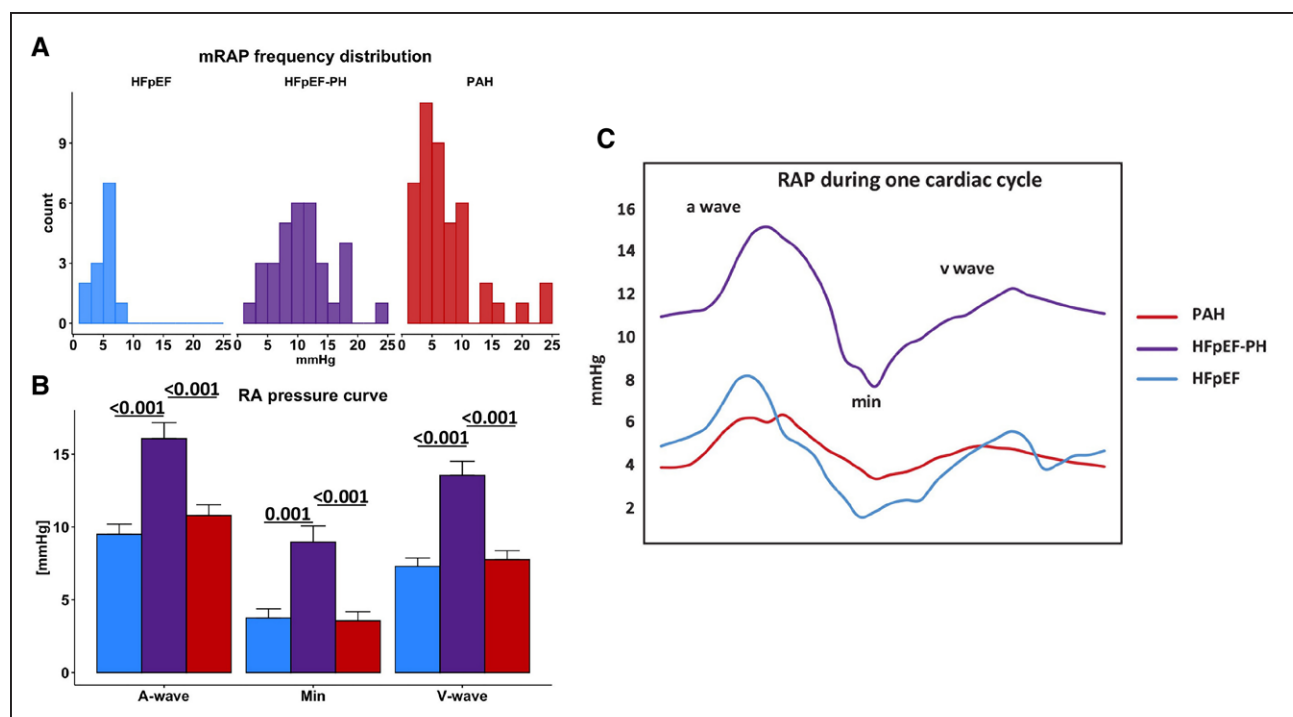 A
mRAP frequency distribution
HFpEF HFpEF-PH PAH
count
9
6
3
0
0 5 10 15 20 25 0 5 10 15 20 25 0 5 10 15 20 25
mmHg
B
RA pressure curve
<0.001 <0.001
<0.001 <0.001
0.001 <0.001
[mmHg]
15
10
5
0
A-wave Min V-wave
C
RAP during one cardiac cycle
mmHg
16
14
12
10
8
6
4
2
a wave
v wave
min
PAH
HFpEF-PH
HFpEF